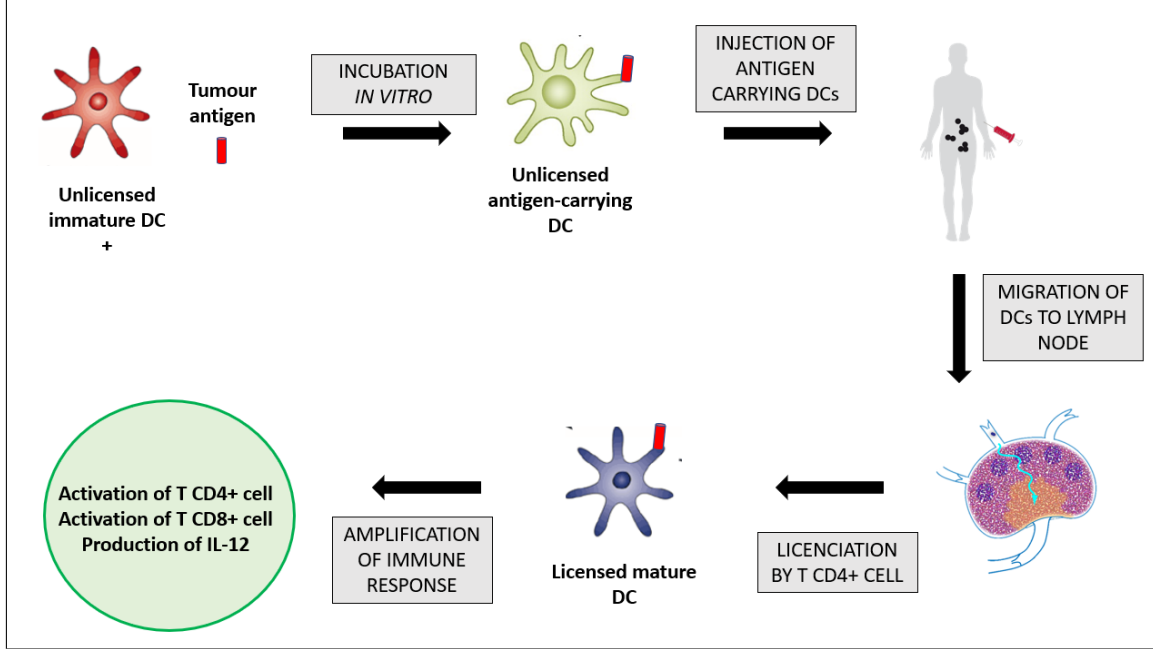 Unlicensed
immature DC
+
Tumour
antigen
INCUBATION
IN VITRO
Unlicensed
antigen-carrying
DC
INJECTION OF
ANTIGEN
CARRYING DCs
MIGRATION OF
DCs TO LYMPH
NODE
LICENCIATION
BY T CD4+ CELL
Licensed mature
DC
AMPLIFICATION
OF IMMUNE
RESPONSE
Activation of T CD4+ cell
Activation of T CD8+ cell
Production of IL-12